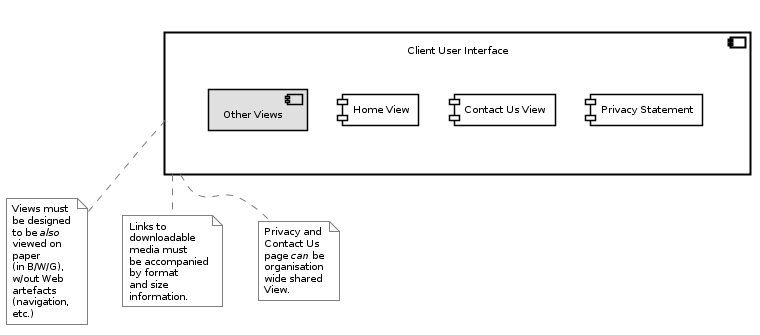 Client User Interface
Other Views
Home View
Contact Us View
Privacy Statement
Views must
be designed
to be also
viewed on
paper
(in B/W/G),
w/out Web
artefacts
(navigation,
etc.)
Links to
downloadable
media must
be accompanied
by format
and size
information.
Privacy and
Contact Us
page can be
organisation
wide shared
View.